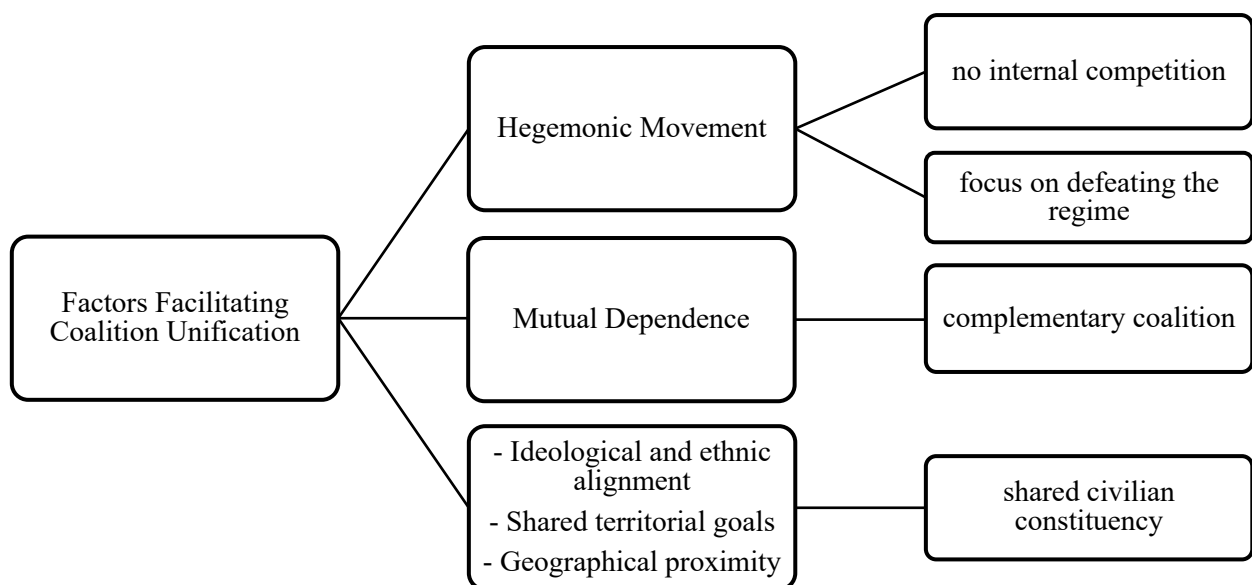 Factors Facilitating
Coalition Unification
Hegemonic Movement
no internal competition
focus on defeating the
regime
Mutual Dependence
complementary coalition
- Ideological and ethnic
alignment
- Shared territorial goals
- Geographical proximity
shared civilian
constituency